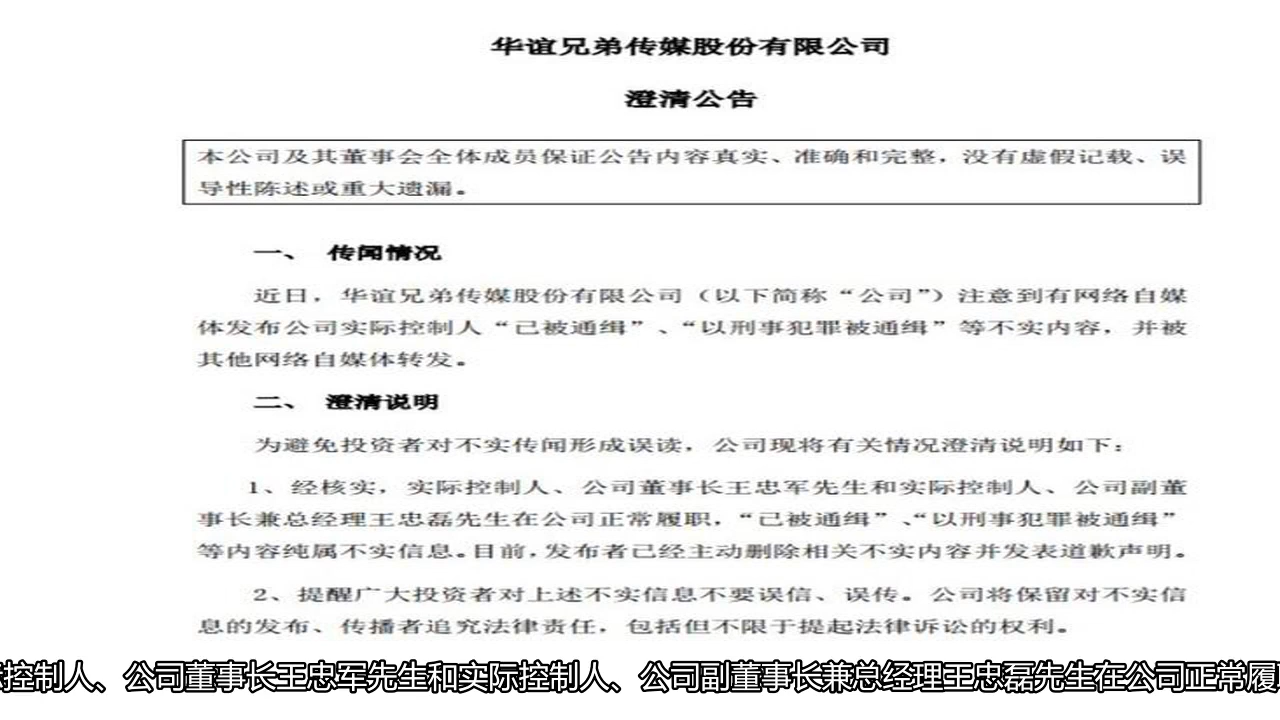 华谊兄弟传媒股份有限公司
澄清公告
本公司及其董事会全体成员保证公告内容真实、准确和完整，没有虚假记载、误
导性陈述或重大遗漏。
一、 传闻情况
近日，华谊兄弟传媒股份有限公司（以下简称“公司”）注意到有网络自媒
体发布公司实际控制人“已被通缉”、“以刑事犯罪被通缉”等不实内容，并被
其他网络自媒体转发。
二、 澄清说明
为避免投资者对不实传闻形成误读，公司现将有关情况澄清说明如下：
1、经核实，实际控制人、公司董事长王忠军先生和实际控制人、公司副董
事长兼总经理王忠磊先生在公司正常履职，“已被通缉”、“以刑事犯罪被通缉”
等内容纯属不实信息。目前，发布者已经主动删除相关不实内容并发表道歉声明。
2、提醒广大投资者对上述不实信息不要误信、误传。公司将保留对不实信
息的发布、传播者追究法律责任，包括但不限于提起法律诉讼的权利。
际控制人、公司董事长王忠军先生和实际控制人、公司副董事长兼总经理王忠磊先生在公司正常履职